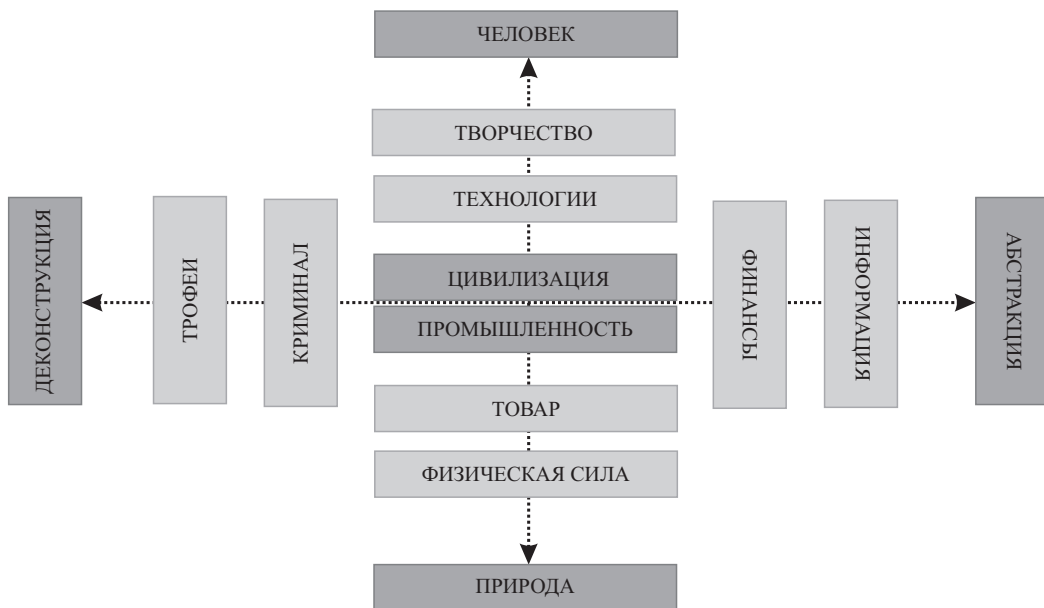 ЧЕЛОВЕК
ТВОРЧЕСТВО
ТЕХНОЛОГИИ
ДЕКОНСТРУКЦИЯ
ТРОФЕИ
КРИМИНАЛ
ЦИВИЛИЗАЦИЯ
ПРОМЫШЛЕННОСТЬ
ФИНАНСЫ
ИНФОРМАЦИЯ
АБСТРАКЦИЯ
ТОВАР
ФИЗИЧЕСКАЯ СИЛА
ПРИРОДА